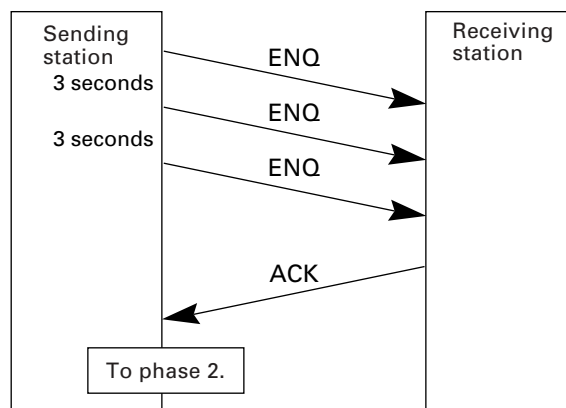 Sending
station
Receiving
station
ENQ
3 seconds
ENQ
3 seconds
ENQ
ACK
To phase 2.